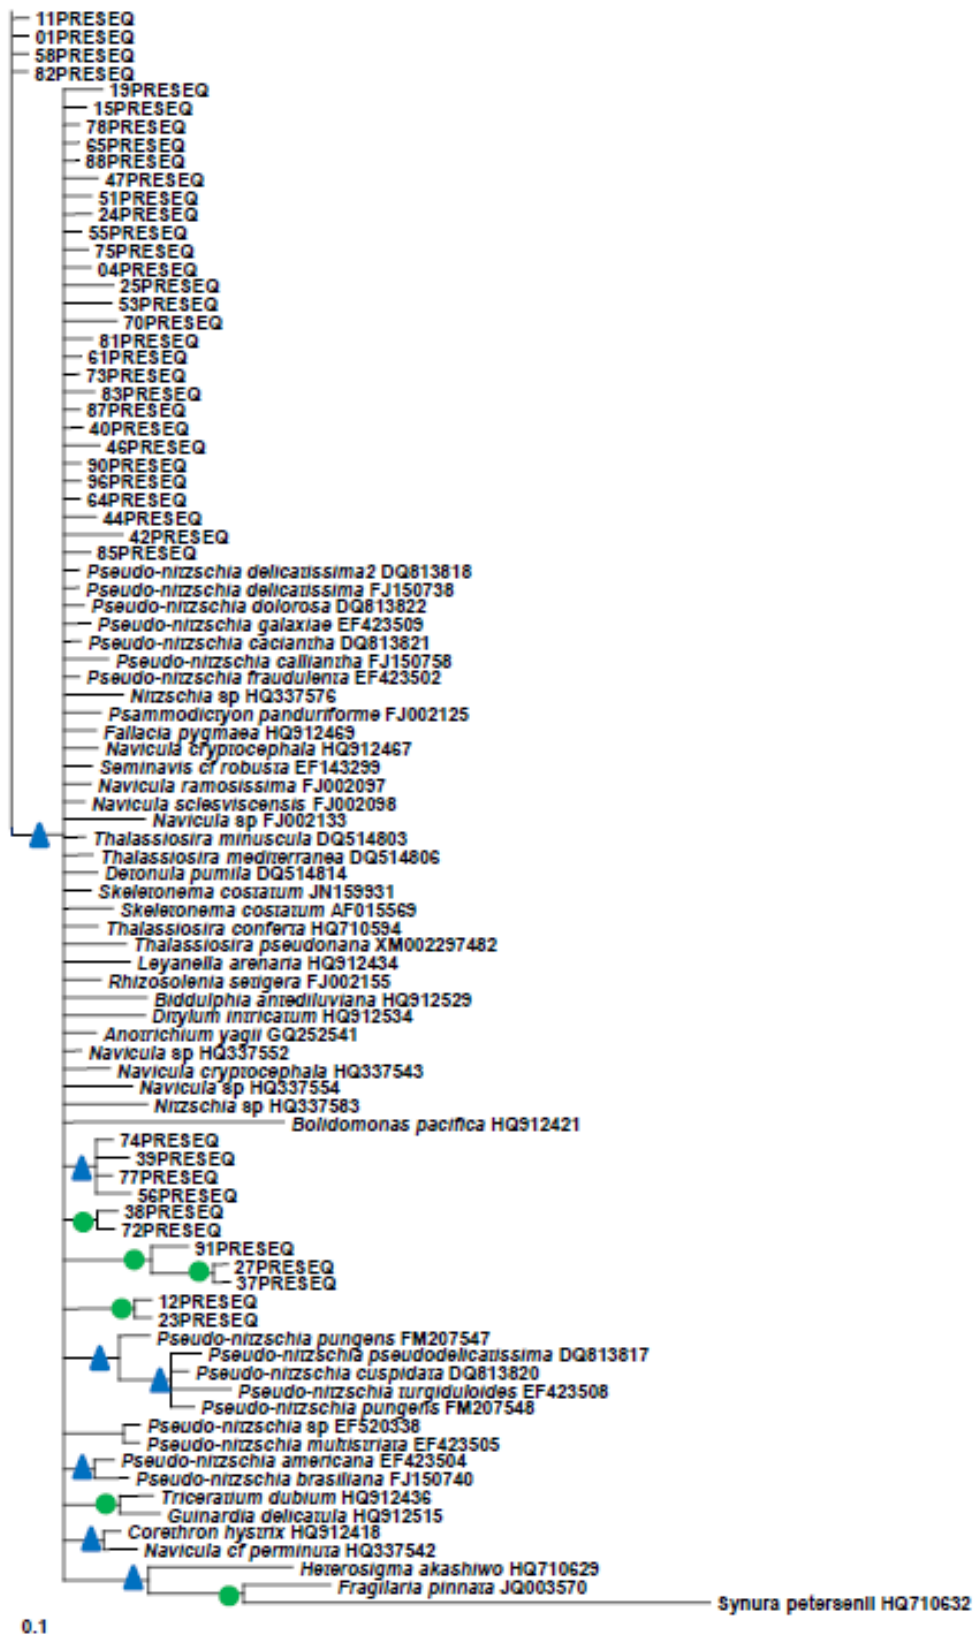 11PRESEQ
01PRESEQ
58PRESEQ
82PRESEQ
19PRESEQ
15PRESEQ
78PRESEQ
65PRESEQ
88PRESEQ
47PRESEQ
51PRESEQ
24PRESEQ
55PRESEQ
75PRESEQ
04PRESEQ
25PRESEQ
53PRESEQ
70PRESEQ
81PRESEQ
61PRESEQ
73PRESEQ
83PRESEQ
87PRESEQ
40PRESEQ
46PRESEQ
90PRESEQ
96PRESEQ
64PRESEQ
44PRESEQ
42PRESEQ
85PRESEQ
Pseudo-nitzschia delicatissima2 DQ813818
Pseudo-nitzschia delicatissima FJ150738
Pseudo-nitzschia dolorosa DQ813822
Pseudo-nitzschia galaxiae EF423509
Pseudo-nitzschia caciantha DQ813821
Pseudo-nitzschia calliantha FJ150758
Pseudo-nitzschia fraudulenta EF423502
Nitzschia sp HQ337576
Psammodictyon panduriforme FJ002125
Fallacia pygmaea HQ912469
Navicula cryptocephala HQ912467
Seminavis cf robusta EF143299
Navicula ramosissima FJ002097
Navicula sclesviscensis FJ002098
Navicula sp FJ002133
Thalassiosira minuscula DQ514803
Thalassiosira mediterranea DQ514806
Detonula pumila DQ514814
Skeletonema costatum JN159931
Skeletonema costatum AF015569
Thalassiosira conferta HQ710594
Thalassiosira pseudonana XM002297482
Leyanella arenaria HQ912434
Rhizosolenia setigera FJ002155
Biddulphia antediluviana HQ912529
Ditylum intricatum HQ912534
Anotrichium yagii GQ252541
Navicula sp HQ337552
Navicula cryptocephala HQ337543
Navicula sp HQ337554
Nitzschia sp HQ337583
Bolidomonas pacifica HQ912421
74PRESEQ
39PRESEQ
77PRESEQ
56PRESEQ
38PRESEQ
72PRESEQ
91PRESEQ
27PRESEQ
37PRESEQ
12PRESEQ
23PRESEQ
Pseudo-nitzschia pungens FM207547
Pseudo-nitzschia pseudodelicatissima DQ813817
Pseudo-nitzschia cuspidata DQ813820
Pseudo-nitzschia turgiduloides EF423508
Pseudo-nitzschia pungens FM207548
Pseudo-nitzschia sp EF520338
Pseudo-nitzschia multistriata EF423505
Pseudo-nitzschia americana EF423504
Pseudo-nitzschia brasiliana FJ150740
Triceratium dubium HQ912436
Guinardia delicatula HQ912515
Corethron hystrix HQ912418
Navicula cf perminuta HQ337542
Heterosigma akashiwo HQ710629
Fragilaria pinnata JQ003570
Synura petersenii HQ710632
0.1